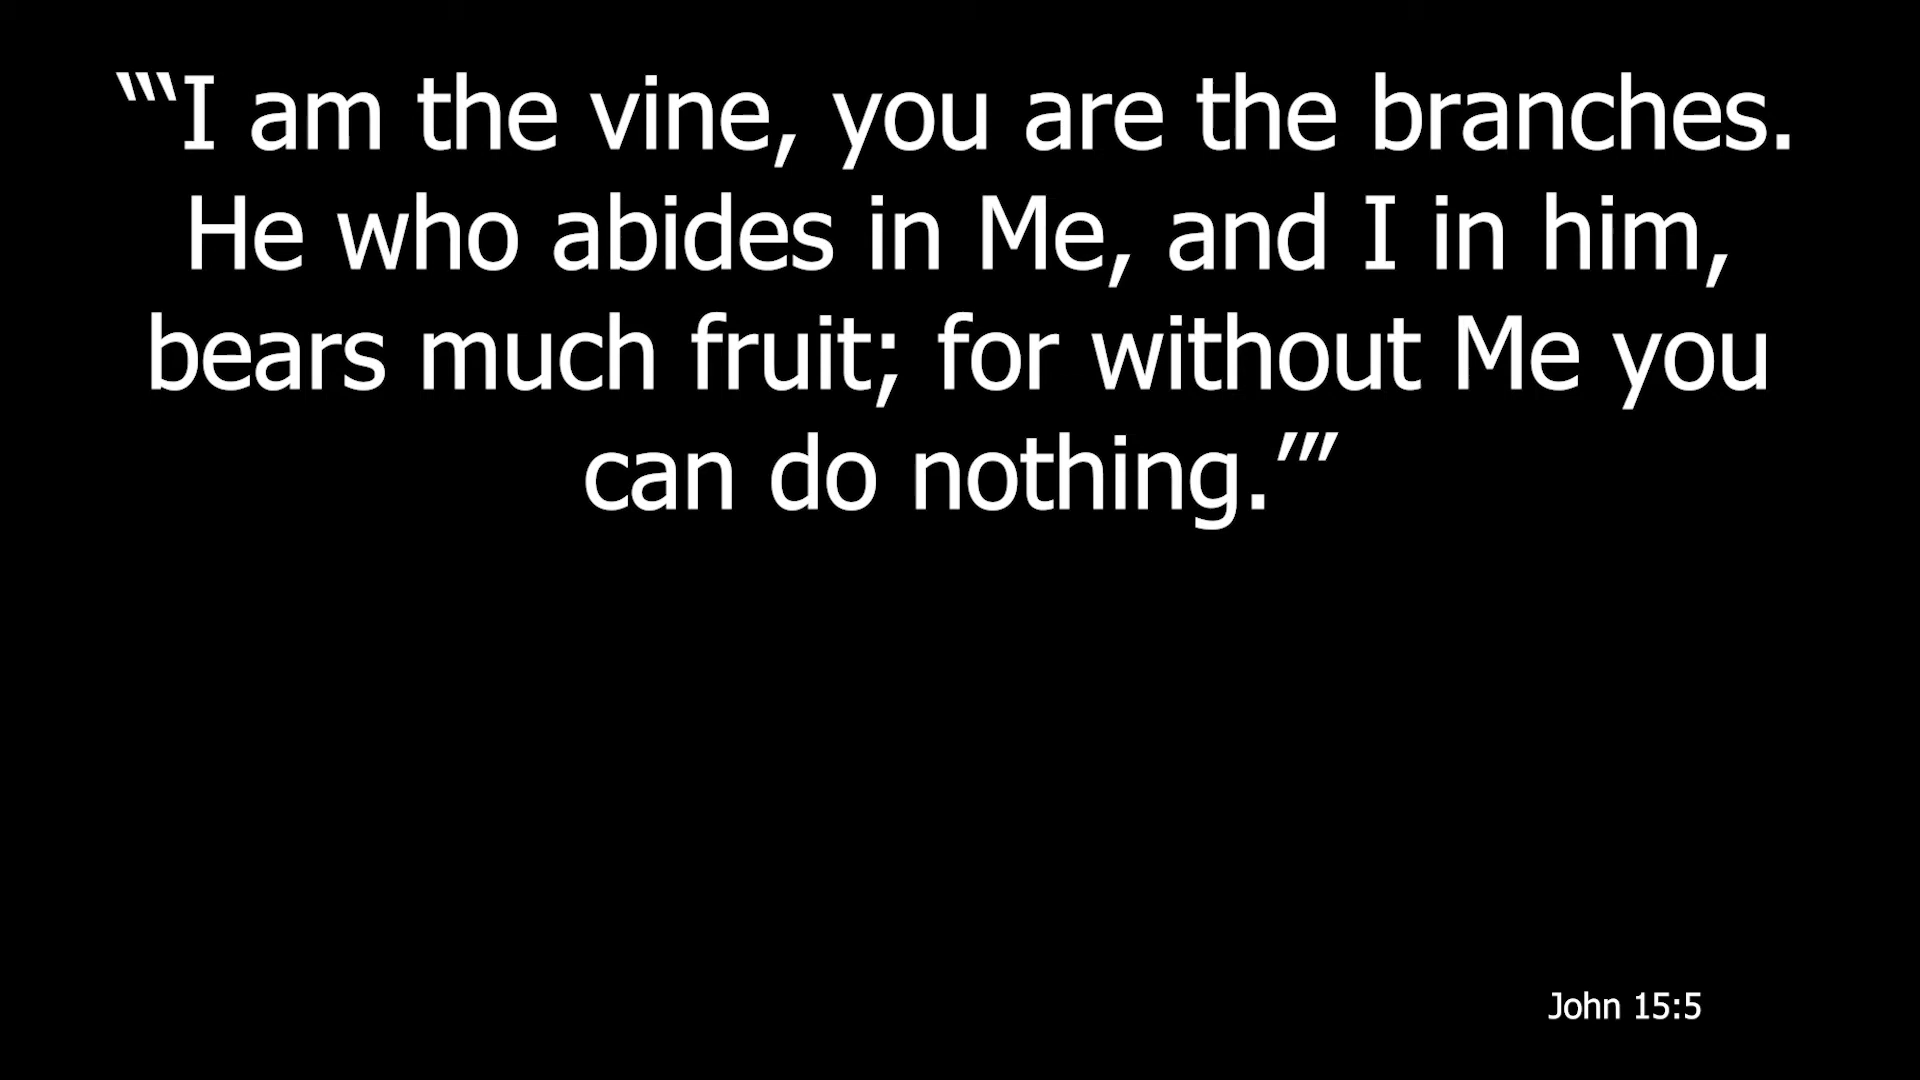 “‘I am the vine, you are the branches.
He who abides in Me, and I in him,
bears much fruit; for without Me you
can do nothing.’”
John 15:5